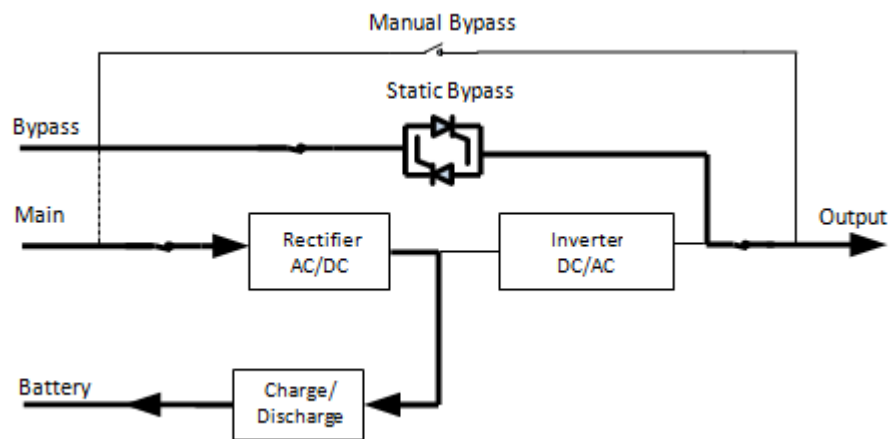 Manual Bypass
Static Bypass
Bypass
Main
Rectifier
AC/DC
Inverter
DC/AC
Output
Battery
Charge/
Discharge